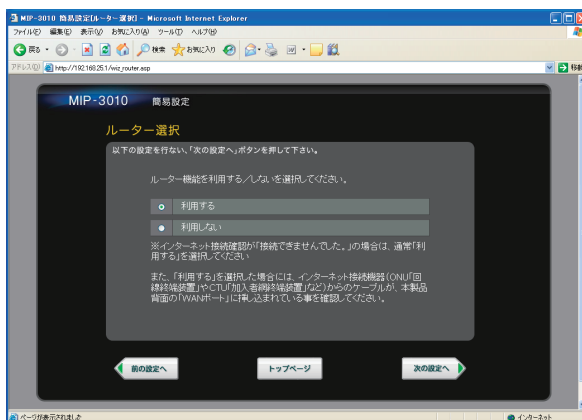 MIP-3010 簡易設定[ルーター選択] - Microsoft Internet Explorer
ファイル(F) 編集(E) 表示(V) お気に入り(A) ツール(T) ヘルプ(H)
戻る 検索 お気に入り
アドレス(D) http://192.168.25.1/wiz_router.asp 移動
MIP-3010 簡易設定
ルーター選択
以下の設定を行ない、「次の設定へ」ボタンを押して下さい。
ルーター機能を利用する/しないを選択してください。
利用する
利用しない
※インターネット接続確認が「接続できませんでした。」の場合は、通常「利
用する」を選択してください
また、「利用する」を選択した場合には、インターネット接続機器(ONU「回
線終端装置」やCTU「加入者網終端装置」など)からのケーブルが、本製品
背面の「WANポート」に挿し込まれている事を確認してください。
前の設定へ トップページ 次の設定へ
ページが表示されました インターネット